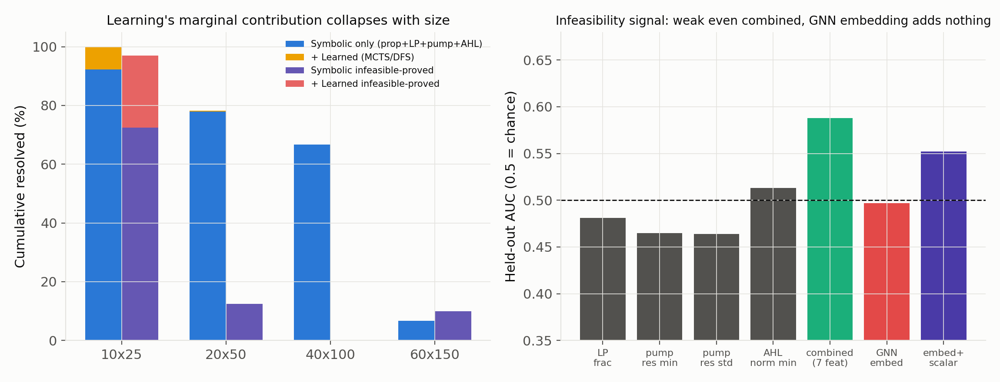 Learning's marginal contribution collapses with size
Cumulative resolved (%)
100
80
60
40
20
0
Symbolic only (prop+LP+pump+AHL)
+ Learned (MCTS/DFS)
Symbolic infeasible-proved
+ Learned infeasible-proved
10x25
20x50
40x100
60x150
Infeasibility signal: weak even combined, GNN embedding adds nothing
Held-out AUC (0.5 = chance)
0.65
0.60
0.55
0.50
0.45
0.40
0.35
LP
frac
pump
res min
pump
res std
AHL
norm min
combined
(7 feat)
GNN
embed
embed+
scalar